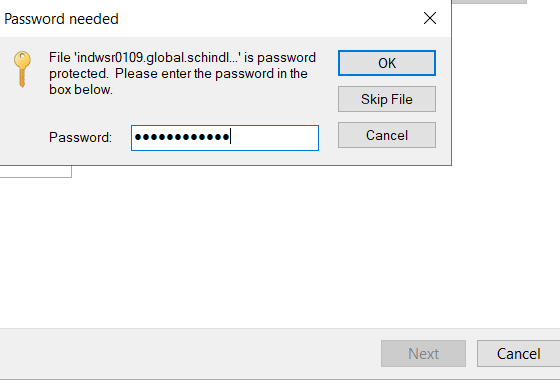 Password needed
File 'indwsr0109.global.schindl...' is password
protected. Please enter the password in the
box below.
OK
Skip File
Password: ●●●●●●●●●●●●
Cancel
Next
Cancel